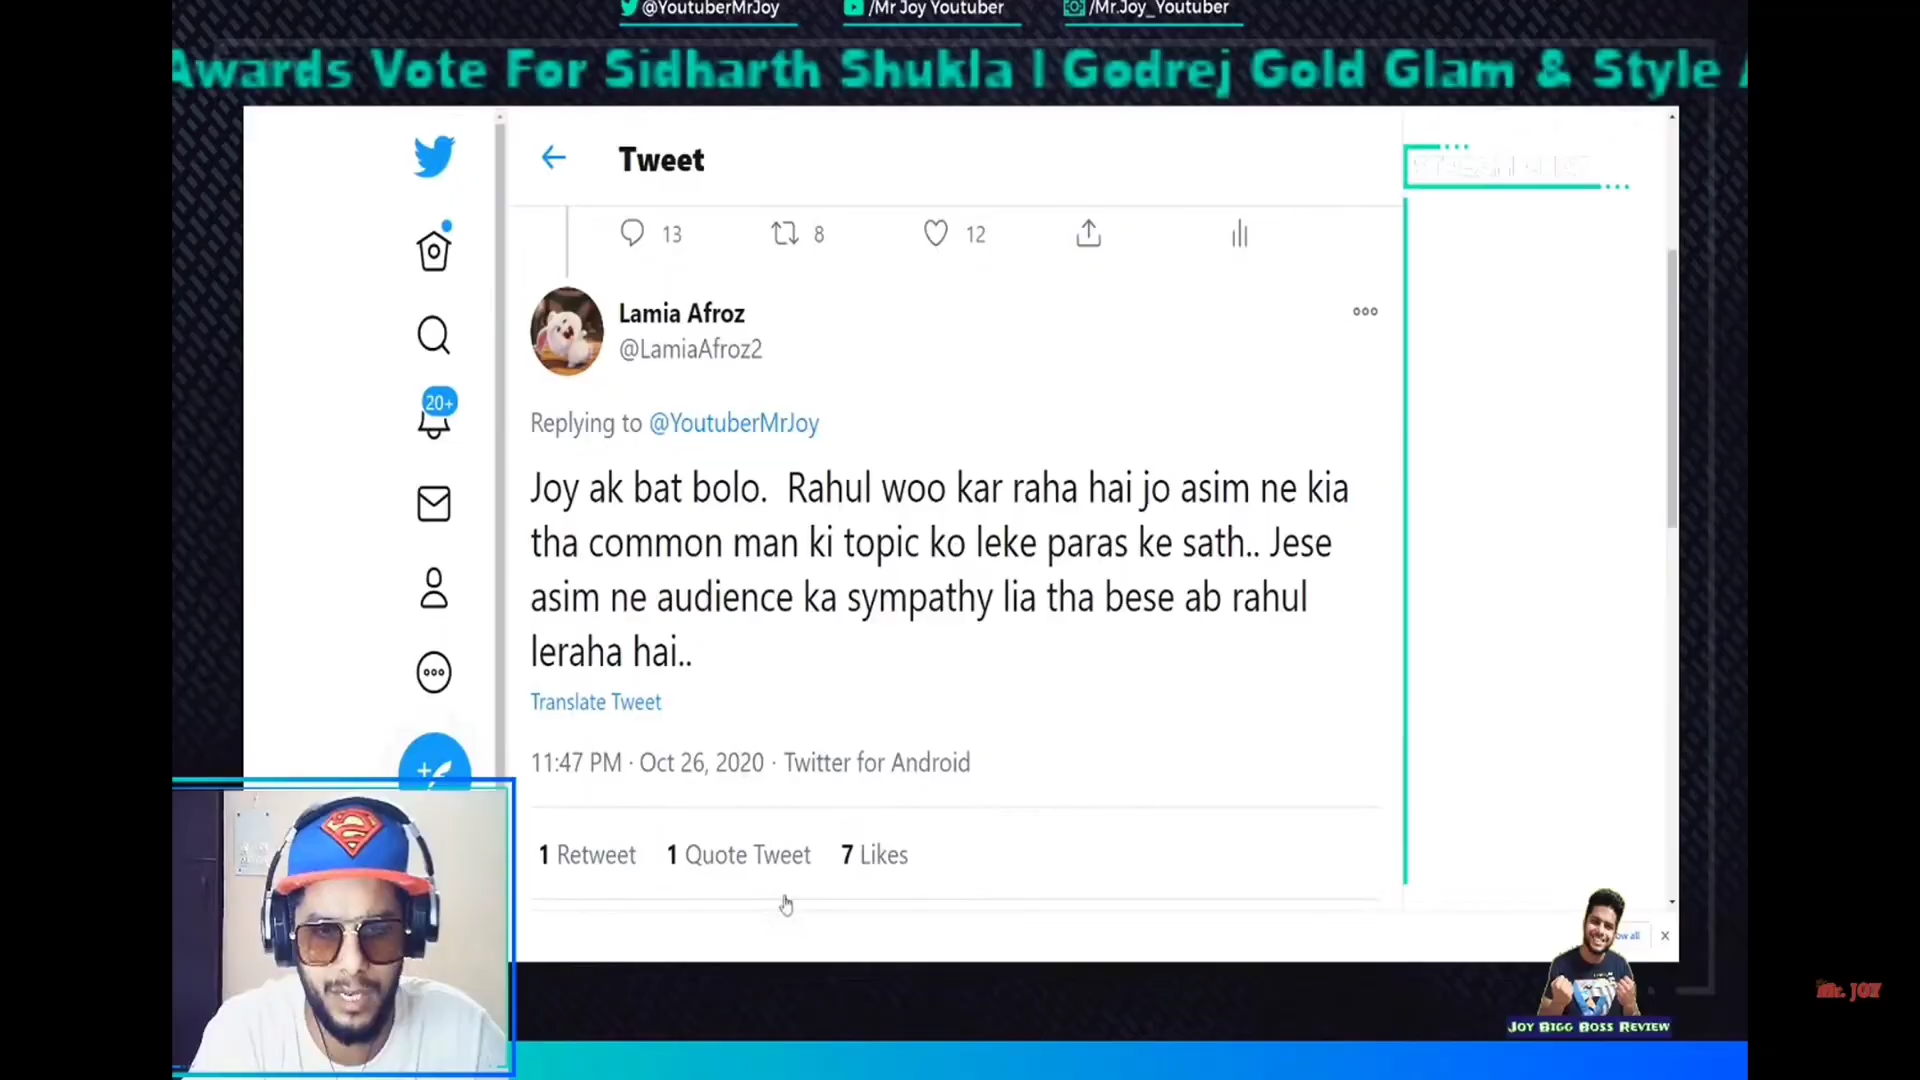 @YoutuberMrJoy /Mr Joy Youtuber /Mr.Joy_Youtuber
Awards Vote For Sidharth Shukla | Godrej Gold Glam & Style
Tweet
13 8 12
Lamia Afroz
@LamiaAfroz2
20+
Replying to @YoutuberMrJoy
Joy ak bat bolo. Rahul woo kar raha hai jo asim ne kia
tha common man ki topic ko leke paras ke sath.. Jese
asim ne audience ka sympathy lia tha bese ab rahul
leraha hai..
Translate Tweet
11:47 PM · Oct 26, 2020 · Twitter for Android
1 Retweet 1 Quote Tweet 7 Likes
all
Mr. JOY
JOY BIGG BOSS REVIEW